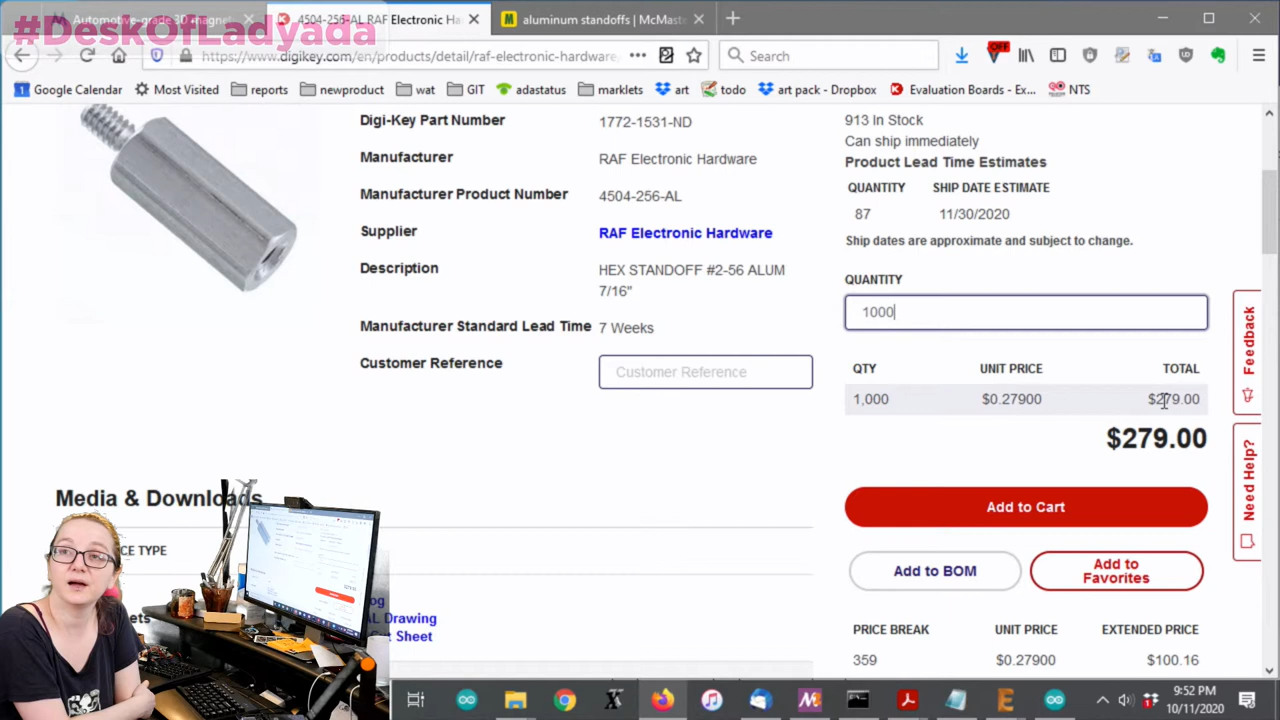 #DeskOfLadyada
Automotive-grade 3D magnet
4504-256-AL RAF Electronic Ha
aluminum standoffs | McMaste
https://www.digikey.com/en/products/detail/raf-electronic-hardware/
Search
OFF
Google Calendar
Most Visited
reports
newproduct
wat
GIT
adastatus
marklets
art
todo
art pack - Dropbox
Evaluation Boards - Ex...
NTS
Digi-Key Part Number
1772-1531-ND
Manufacturer
RAF Electronic Hardware
Manufacturer Product Number
4504-256-AL
Supplier
RAF Electronic Hardware
Description
HEX STANDOFF #2-56 ALUM
7/16"
Manufacturer Standard Lead Time
7 Weeks
Customer Reference
Customer Reference
913 In Stock
Can ship immediately
Product Lead Time Estimates
QUANTITY SHIP DATE ESTIMATE
87 11/30/2020
Ship dates are approximate and subject to change.
QUANTITY
1000
QTY UNIT PRICE TOTAL
1,000 $0.27900 $279.00
$279.00
Add to Cart
Add to BOM
Add to
Favorites
PRICE BREAK UNIT PRICE EXTENDED PRICE
359 $0.27900 $100.16
Feedback
Need Help?
Media & Downloads
CE TYPE
ets
AL Drawing
t Sheet
9:52 PM
10/11/2020